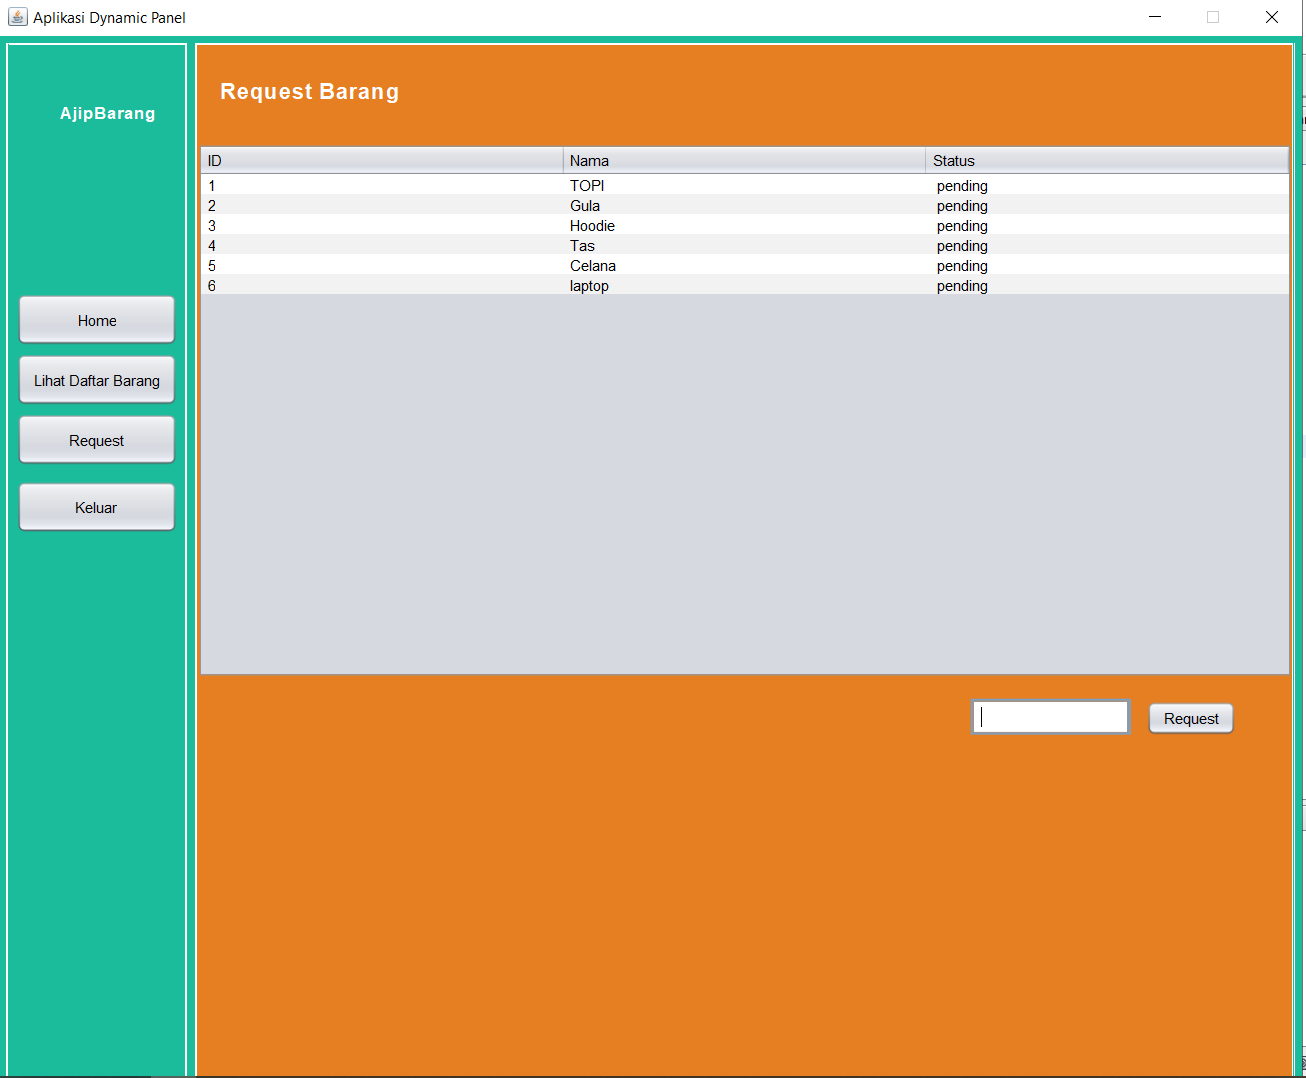 Aplikasi Dynamic Panel
AjipBarang
Home
Lihat Daftar Barang
Request
Keluar
Request Barang
ID Nama Status
1 TOPI pending
2 Gula pending
3 Hoodie pending
4 Tas pending
5 Celana pending
6 laptop pending
Request